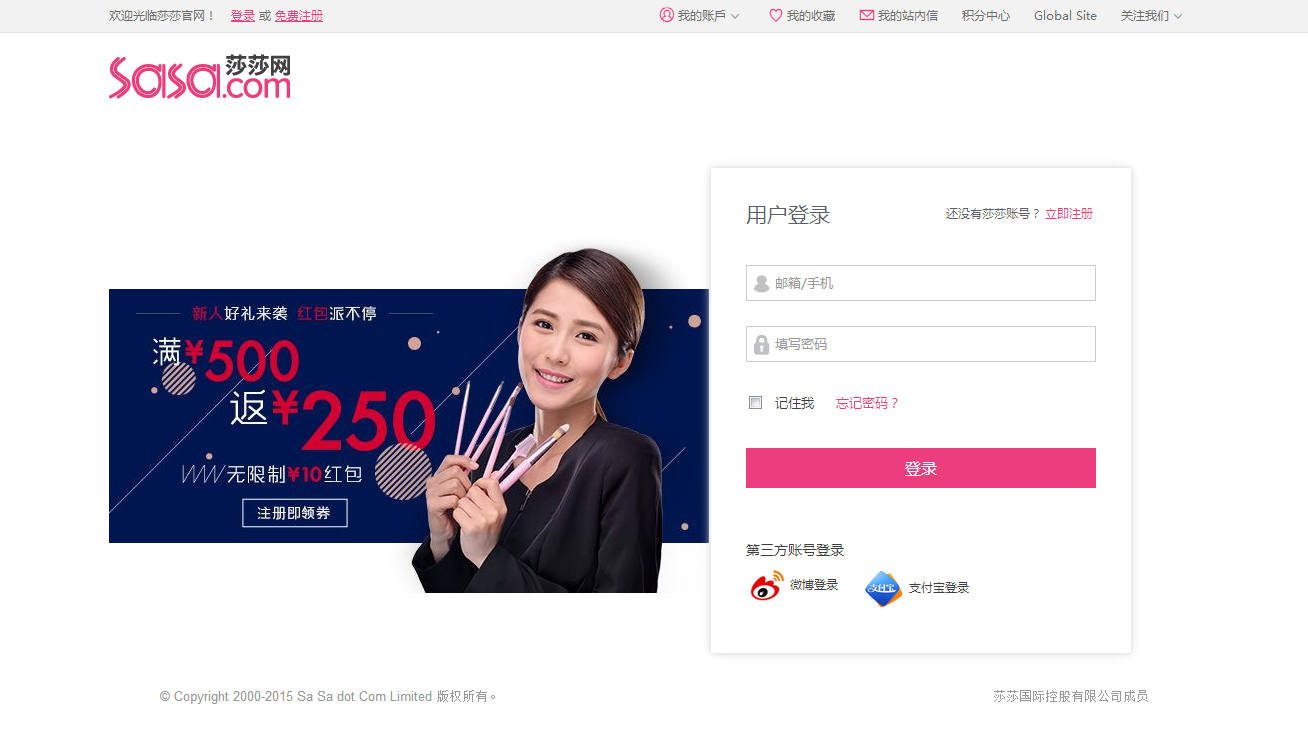 欢迎光临莎莎官网！ 登录 或 免费注册 我的账戶 我的收藏 我的站内信 积分中心 Global Site 关注我们
莎莎网
sasa.com
用户登录 还没有莎莎账号？ 立即注册
邮箱/手机
新人好礼来袭 红包派不停
满¥500
填写密码
返¥250
记住我 忘记密码？
无限制¥10红包
登录
注册即领券
第三方账号登录
微博登录 支付宝 支付宝登录
© Copyright 2000-2015 Sa Sa dot Com Limited 版权所有。 莎莎国际控股有限公司成员